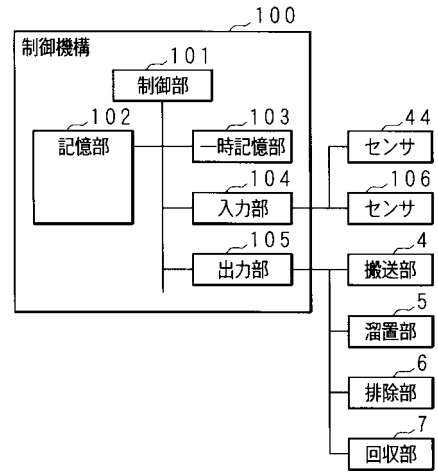 100
制御機構
101
制御部
102
記憶部
103
一時記憶部
104
入力部
105
出力部
44
センサ
106
センサ
4
搬送部
5
溜置部
6
排除部
7
回収部